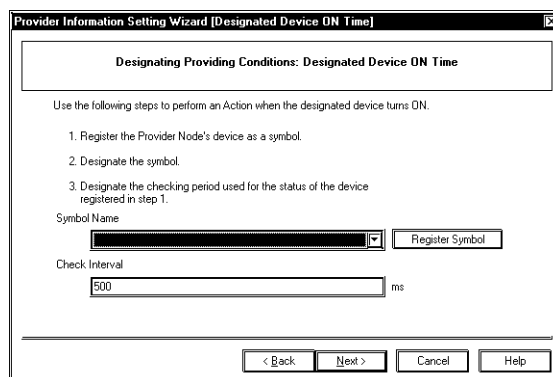 Provider Information Setting Wizard [Designated Device ON Time]
Designating Providing Conditions: Designated Device ON Time
Use the following steps to perform an Action when the designated device turns ON.
1. Register the Provider Node's device as a symbol.
2. Designate the symbol.
3. Designate the checking period used for the status of the device
registered in step 1.
Symbol Name
Register Symbol
Check Interval
500 ms
< Back Next > Cancel Help